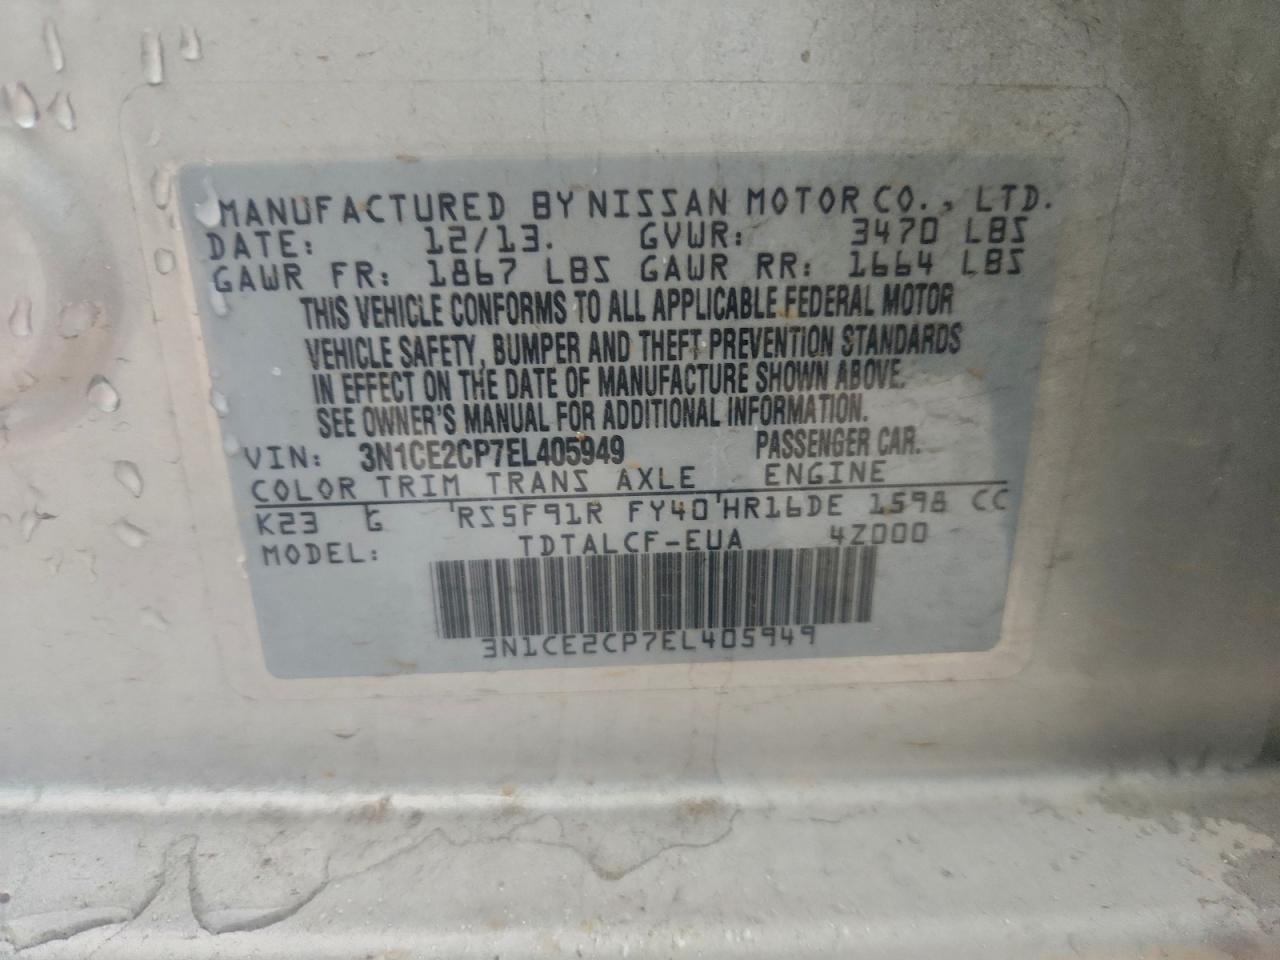 MANUFACTURED BY NISSAN MOTOR CO., LTD.
DATE: 12/13. GVWR: 3470 LBS
GAWR FR: 1867 LBS GAWR RR: 1664 LBS
THIS VEHICLE CONFORMS TO ALL APPLICABLE FEDERAL MOTOR
VEHICLE SAFETY, BUMPER AND THEFT PREVENTION STANDARDS
IN EFFECT ON THE DATE OF MANUFACTURE SHOWN ABOVE.
SEE OWNER'S MANUAL FOR ADDITIONAL INFORMATION.
VIN: 3N1CE2CP7EL405949 PASSENGER CAR.
COLOR TRIM TRANS AXLE ENGINE
K23 G RS5F91R FY40 HR16DE 1598 CC
MODEL: TDTALCF-EUA 4Z000
3N1CE2CP7EL405949